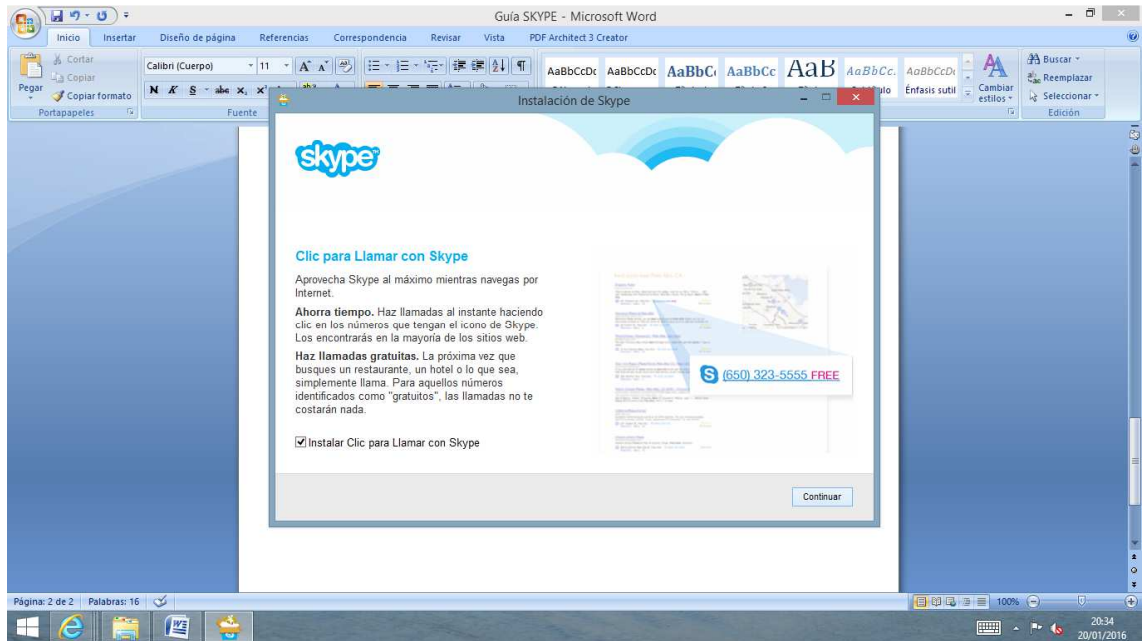 Guía SKYPE - Microsoft Word
Inicio Insertar Diseño de página Referencias Correspondencia Revisar Vista PDF Architect 3 Creator
Pegar
Cortar
Copiar
Copiar formato
Portapapeles
Calibri (Cuerpo) 11
N K S abc x, x
Fuente
AaBbCcDc AaBbCcDc AaBbC AaBbCc AaB AaBbCc. AaBbCcDi
Énfasis sutil
Cambiar
estilos
Buscar
Reemplazar
Seleccionar
Edición
Instalación de Skype
skype
Clic para Llamar con Skype
Aprovecha Skype al máximo mientras navegas por
Internet.
Ahorra tiempo. Haz llamadas al instante haciendo
clic en los números que tengan el icono de Skype.
Los encontrarás en la mayoría de los sitios web.
Haz llamadas gratuitas. La próxima vez que
busques un restaurante, un hotel o lo que sea,
simplemente llama. Para aquellos números
identificados como "gratuitos", las llamadas no te
costarán nada.
(650) 323-5555 FREE
Instalar Clic para Llamar con Skype
Continuar
Página: 2 de 2 Palabras: 16
100%
20:34
20/01/2016